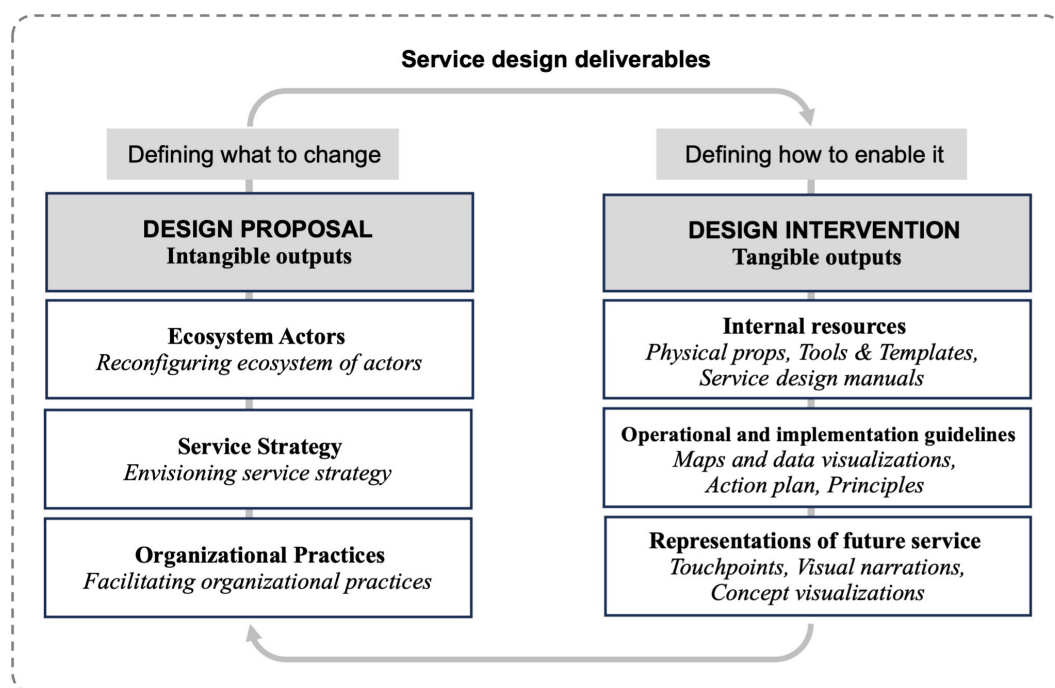 Service design deliverables
Defining what to change
DESIGN PROPOSAL
Intangible outputs
Ecosystem Actors
Reconfiguring ecosystem of actors
Service Strategy
Envisioning service strategy
Organizational Practices
Facilitating organizational practices
Defining how to enable it
DESIGN INTERVENTION
Tangible outputs
Internal resources
Physical props, Tools & Templates,
Service design manuals
Operational and implementation guidelines
Maps and data visualizations,
Action plan, Principles
Representations of future service
Touchpoints, Visual narrations,
Concept visualizations